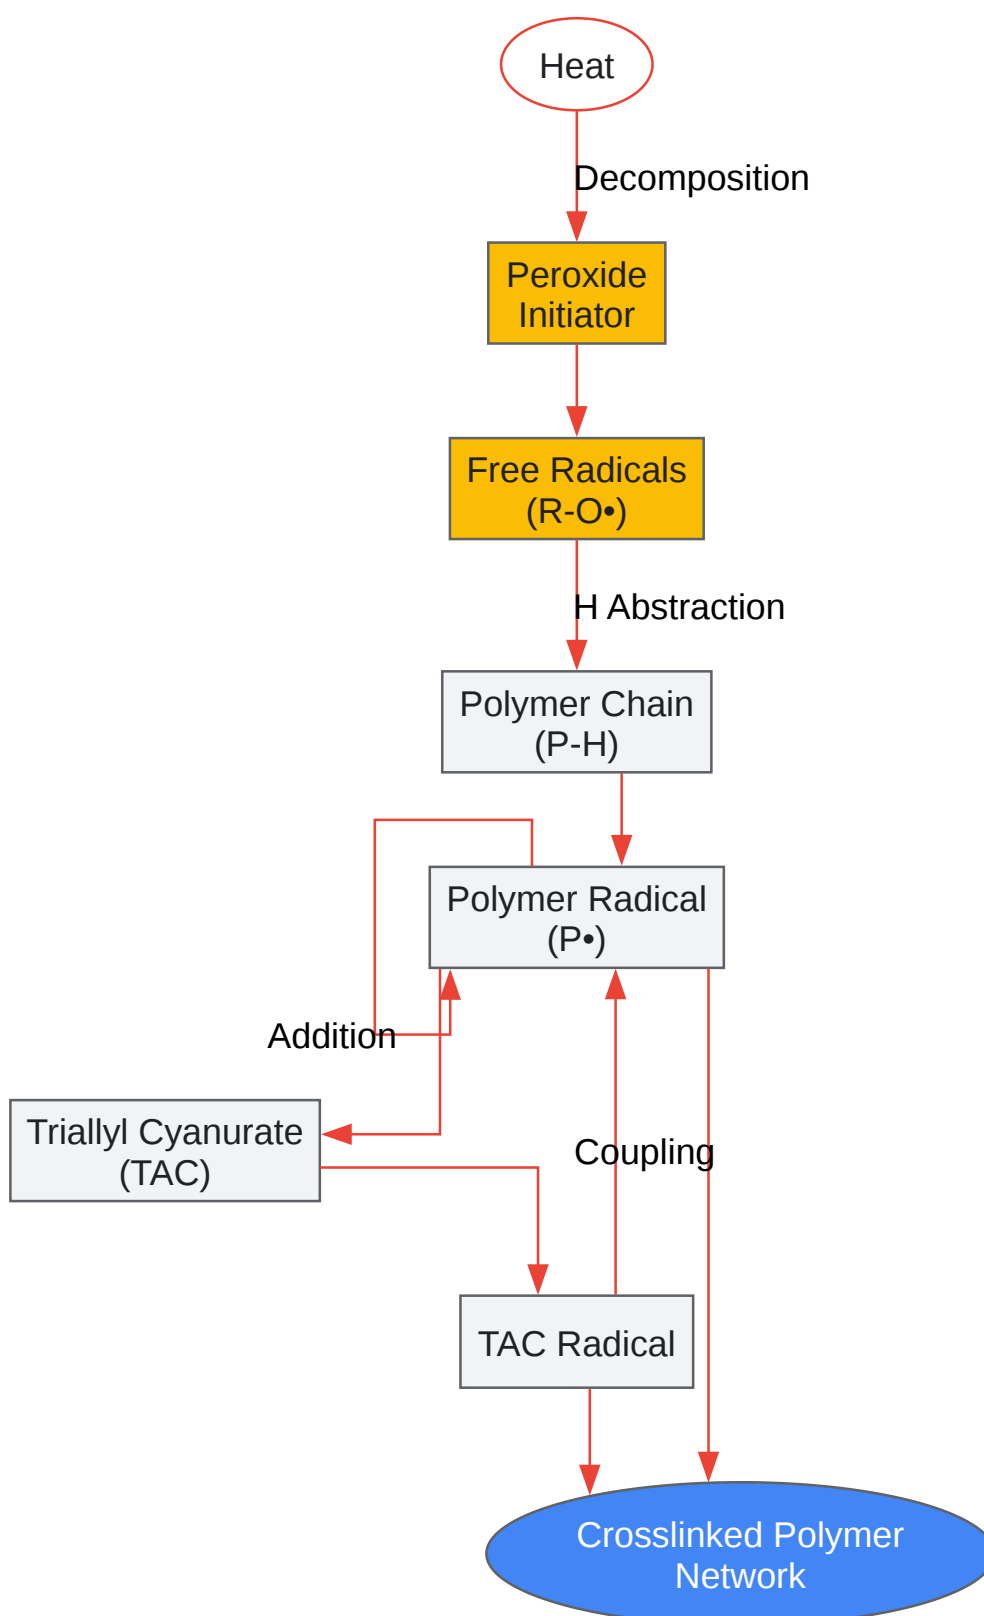 Heat
Decomposition
Peroxide
Initiator
Free Radicals
(R-O•)
H Abstraction
Polymer Chain
(P-H)
Polymer Radical
(P•)
Addition
Triallyl Cyanurate
(TAC)
Coupling
TAC Radical
Crosslinked Polymer
Network